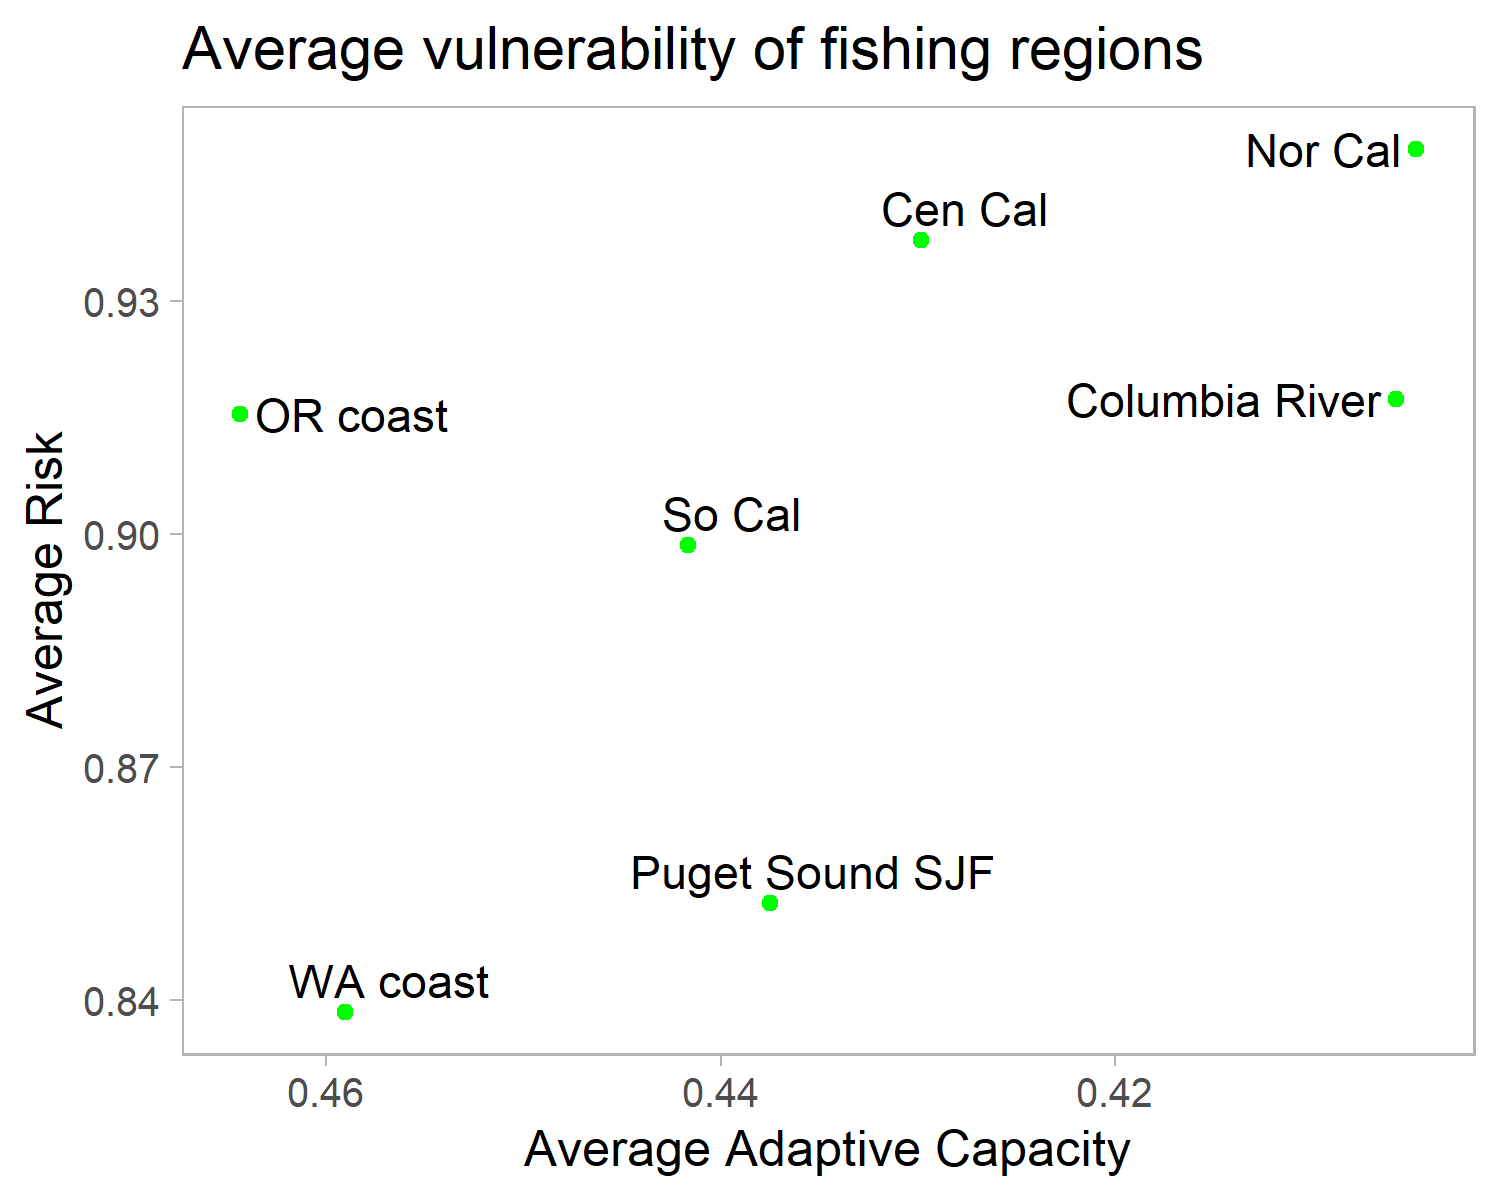 Average vulnerability of fishing regions
Nor Cal
Cen Cal
0.93
Columbia River
OR coast
So Cal
0.90
Average Risk
0.87
Puget Sound SJF
WA coast
0.84
0.46
0.44
0.42
Average Adaptive Capacity